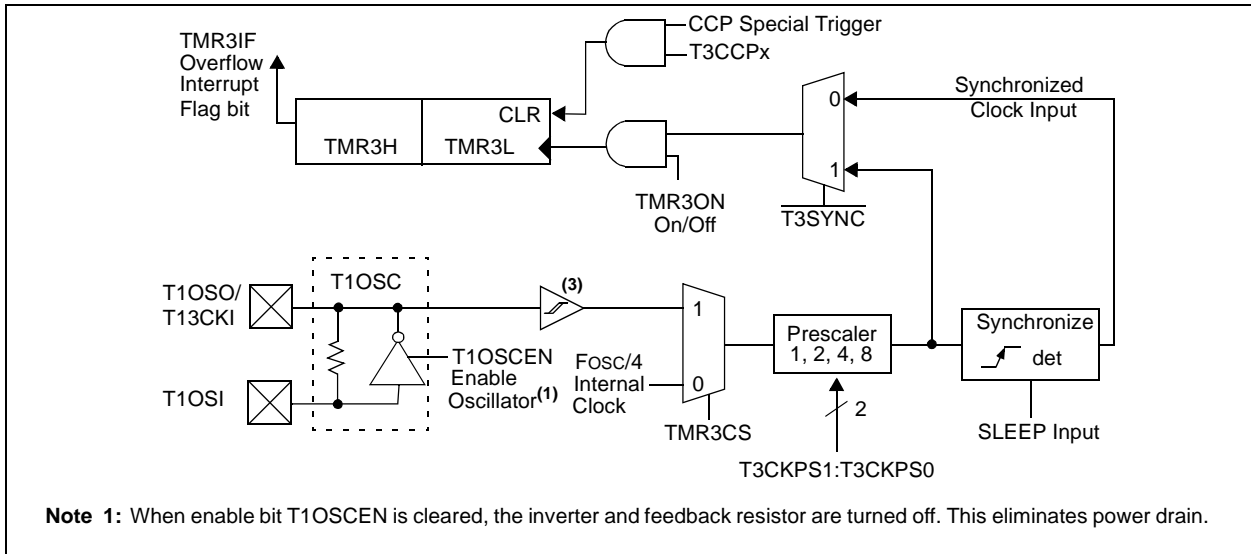 CCP Special Trigger
T3CCPx
TMR3IF
Overflow
Interrupt
Flag bit
CLR
TMR3H
TMR3L
TMR3ON
On/Off
0
1
T3SYNC
Synchronized
Clock Input
T1OSO/
T13CKI
T1OSI
T1OSC
T1OSCEN
Enable
Oscillator(1)
(3)
FOSC/4
Internal
Clock
1
0
TMR3CS
Prescaler
1, 2, 4, 8
2
T3CKPS1:T3CKPS0
Synchronize
det
SLEEP Input
Note 1: When enable bit T1OSCEN is cleared, the inverter and feedback resistor are turned off. This eliminates power drain.